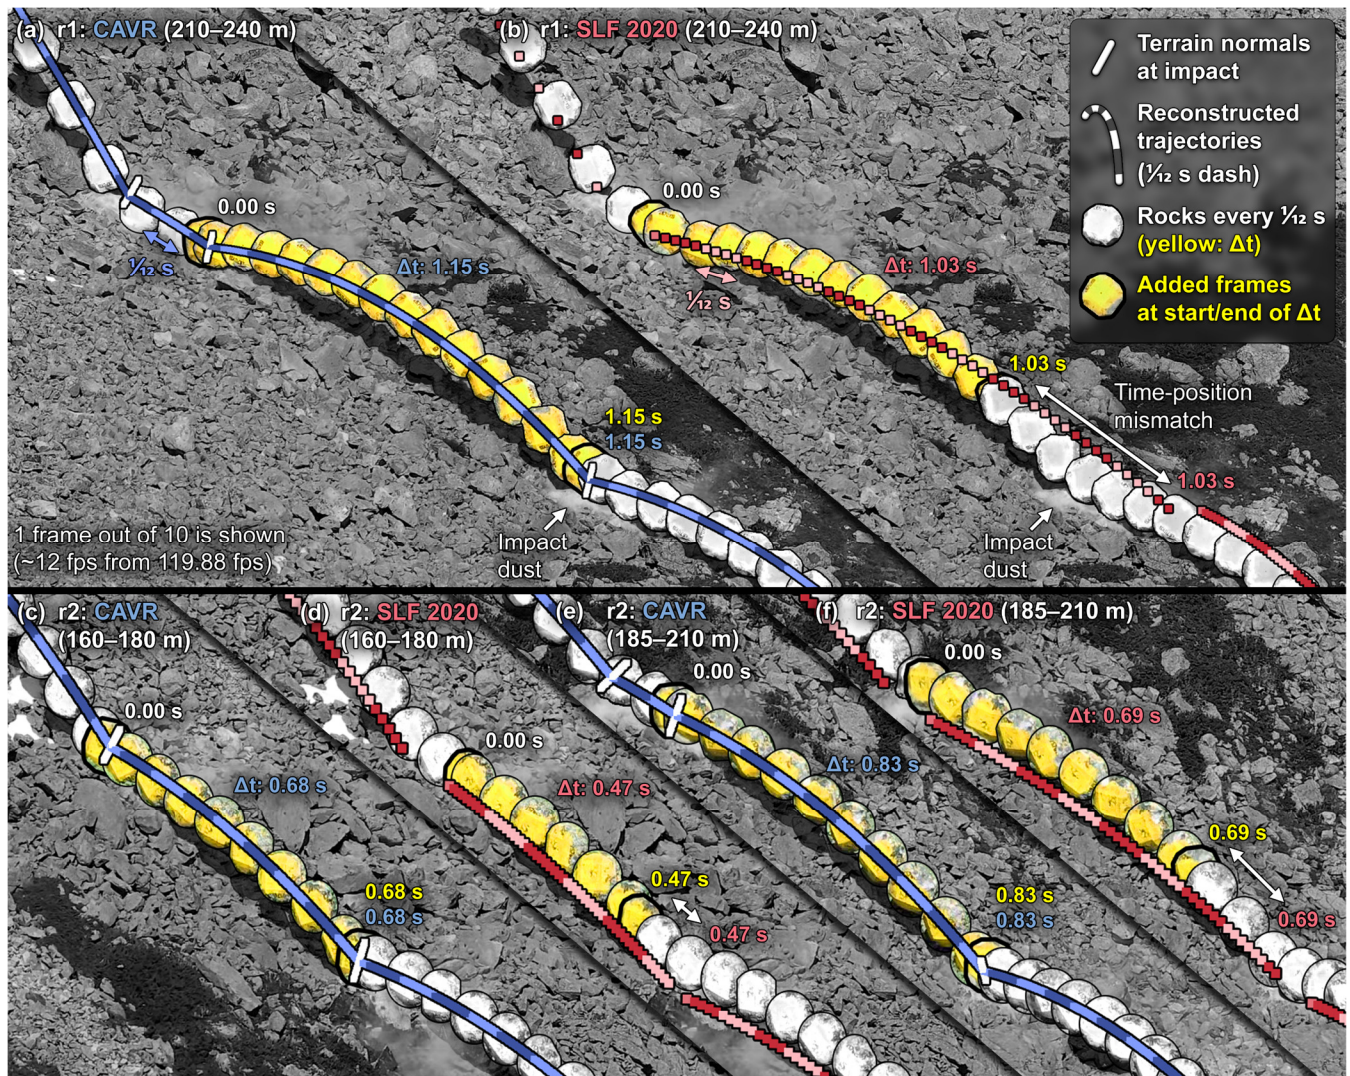 (a) r1: CAVR (210–240 m)
0.00 s
¹⁄₁₂ s
Δt: 1.15 s
1.15 s
1.15 s
Impact
dust
1 frame out of 10 is shown
(~12 fps from 119.88 fps)
(b) r1: SLF 2020 (210–240 m)
0.00 s
¹⁄₁₂ s
Δt: 1.03 s
1.03 s
Time-position
mismatch
1.03 s
Impact
dust
Terrain normals
at impact
Reconstructed
trajectories
(¹⁄₁₂ s dash)
Rocks every ¹⁄₁₂ s
(yellow: Δt)
Added frames
at start/end of Δt
(c) r2: CAVR
(160–180 m)
0.00 s
Δt: 0.68 s
0.68 s
0.68 s
(d) r2: SLF 2020
(160–180 m)
0.00 s
Δt: 0.47 s
0.47 s
0.47 s
(e) r2: CAVR
(185–210 m)
0.00 s
Δt: 0.83 s
0.83 s
0.83 s
(f) r2: SLF 2020 (185–210 m)
0.00 s
Δt: 0.69 s
0.69 s
0.69 s